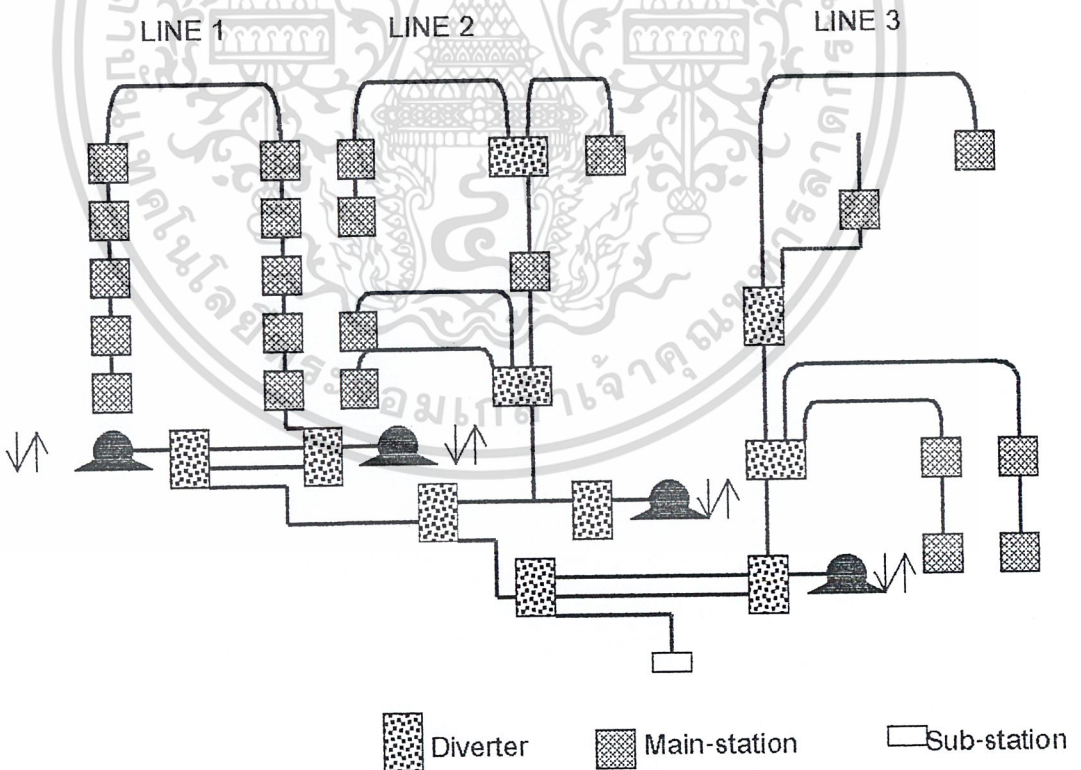 LINE 1
LINE 2
LINE 3
Diverter
Main-station
Sub-station